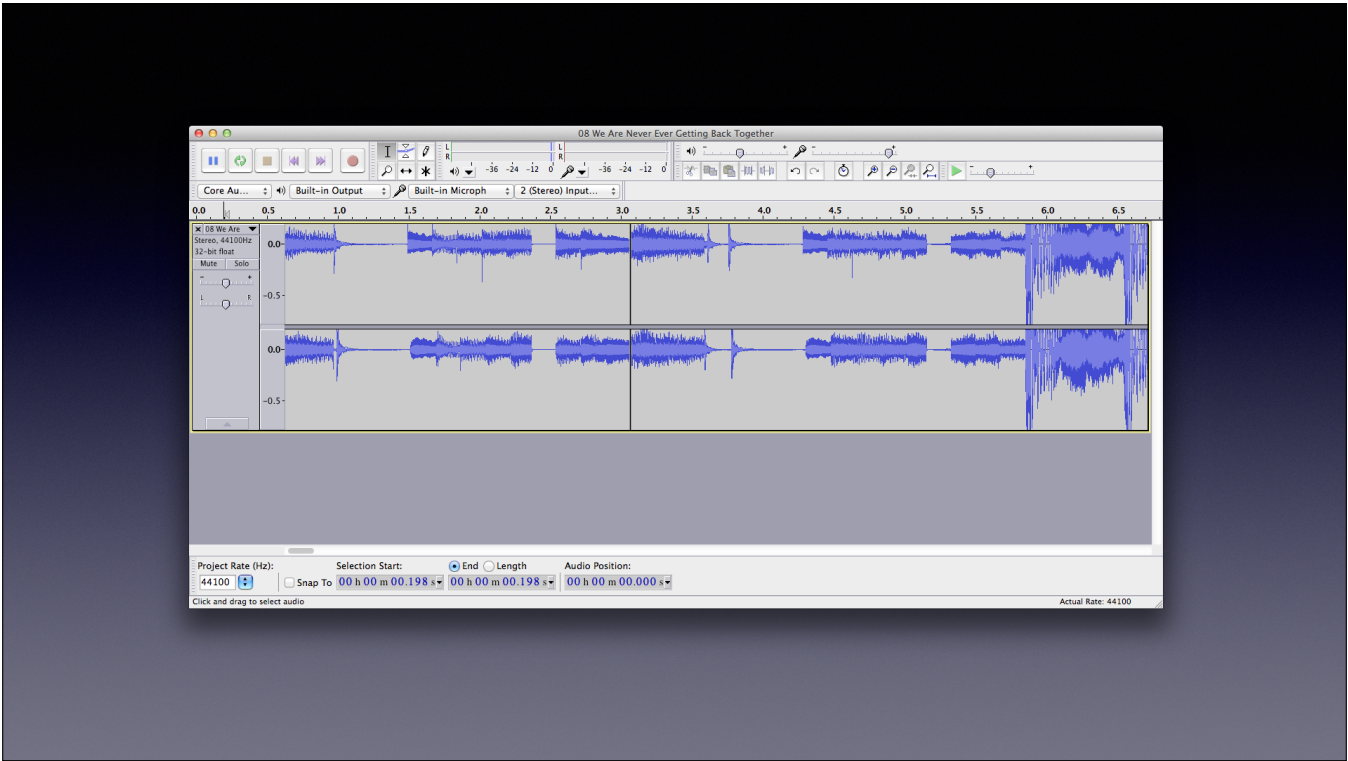 08 We Are Never Ever Getting Back Together
L
R
-36 -24 -12 0
L
R
-36 -24 -12 0
- +
- +
- +
Core Au... Built-in Output Built-in Microph 2 (Stereo) Input...
0.0 0.5 1.0 1.5 2.0 2.5 3.0 3.5 4.0 4.5 5.0 5.5 6.0 6.5
× 08 We Are
Stereo, 44100Hz
32-bit float
Mute Solo
- +
L R
0.0-
-0.5-
0.0-
-0.5-
Project Rate (Hz): Selection Start: End Length Audio Position:
44100 Snap To 00 h 00 m 00.198 s 00 h 00 m 00.198 s 00 h 00 m 00.000 s
Click and drag to select audio Actual Rate: 44100